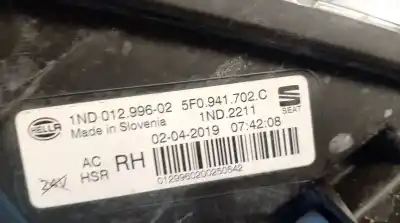 HELLA 1ND 012.996-02 5F0.941.702.C
Made in Slovenia 1ND.2211
SEAT
02-04-2019 07:42:08
AC RH
HSR
0129960200250542